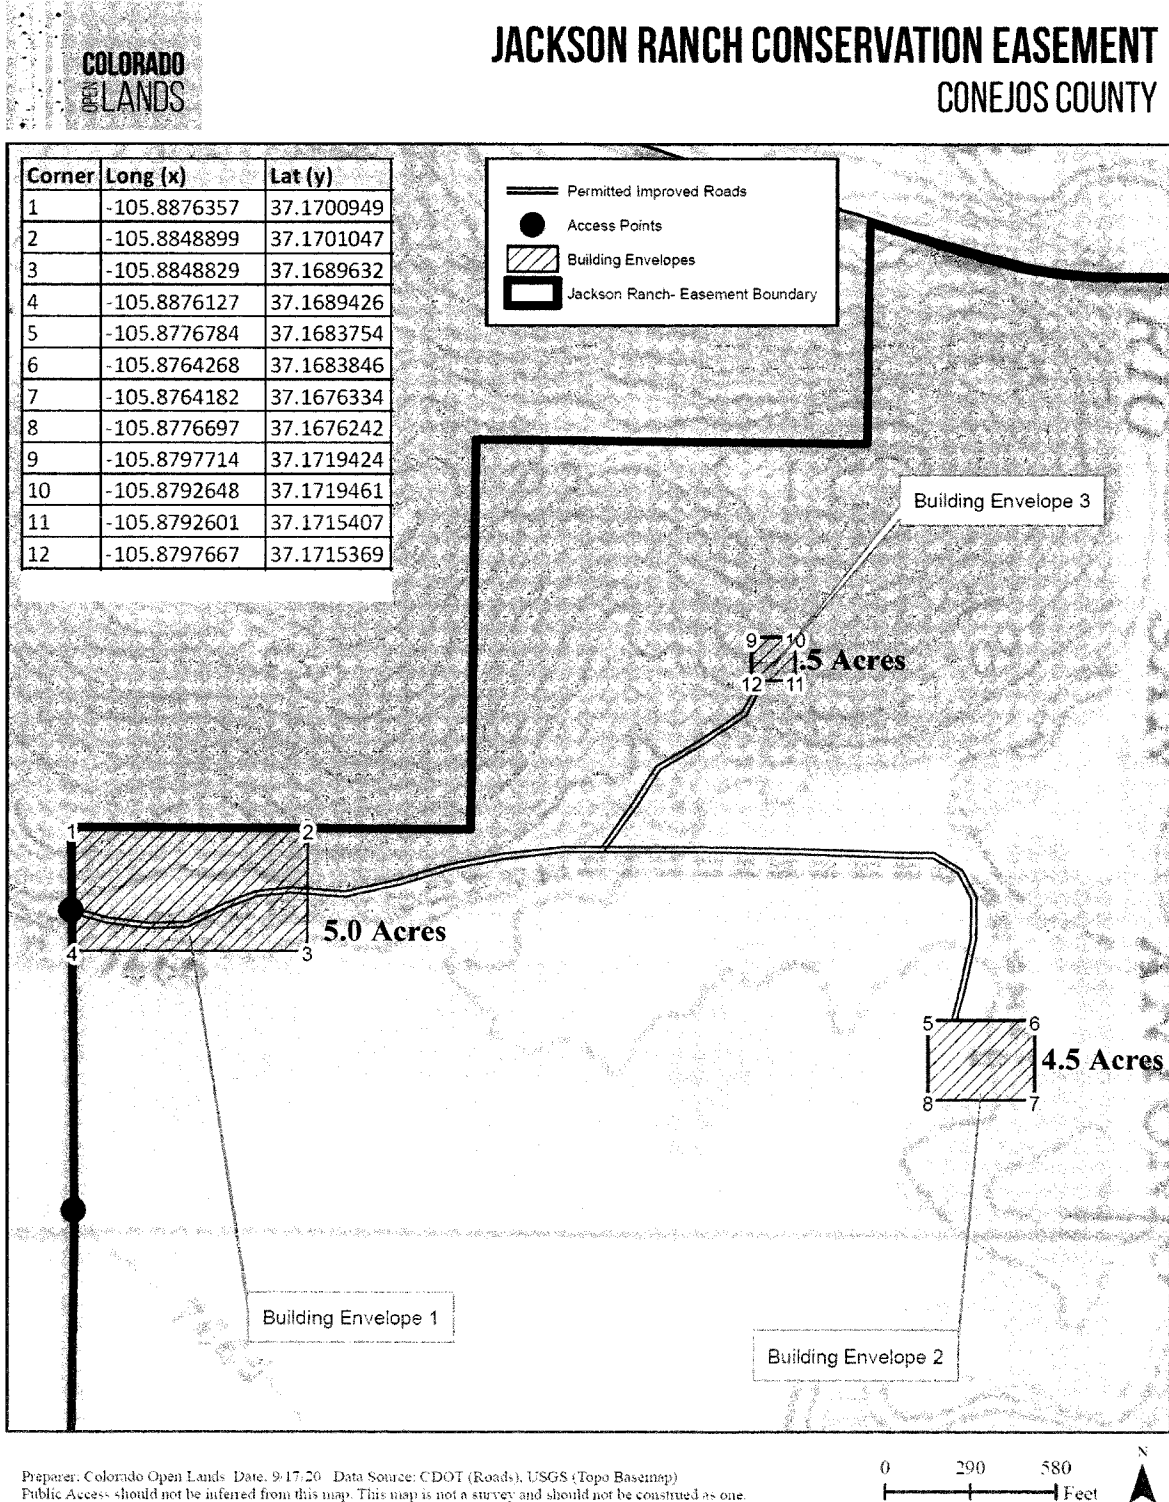 COLORADO
OPEN LANDS
JACKSON RANCH CONSERVATION EASEMENT
CONEJOS COUNTY
Corner Long (x) Lat (y)
1 -105.8876357 37.1700949
2 -105.8848899 37.1701047
3 -105.8848829 37.1689632
4 -105.8876127 37.1689426
5 -105.8776784 37.1683754
6 -105.8764268 37.1683846
7 -105.8764182 37.1676334
8 -105.8776697 37.1676242
9 -105.8797714 37.1719424
10 -105.8792648 37.1719461
11 -105.8792601 37.1715407
12 -105.8797667 37.1715369
Permitted Improved Roads
Access Points
Building Envelopes
Jackson Ranch- Easement Boundary
RIO
Building Envelope 3
9 10
.5 Acres
12 11
1 2
5.0 Acres
4 3
5 6
4.5 Acres
8 7
Building Envelope 1
Building Envelope 2
Preparer: Colorado Open Lands Date: 9/17/20 Data Source: CDOT (Roads), USGS (Topo Basemap)
Public Access should not be inferred from this map. This map is not a survey and should not be construed as one.
0 290 580
Feet
N